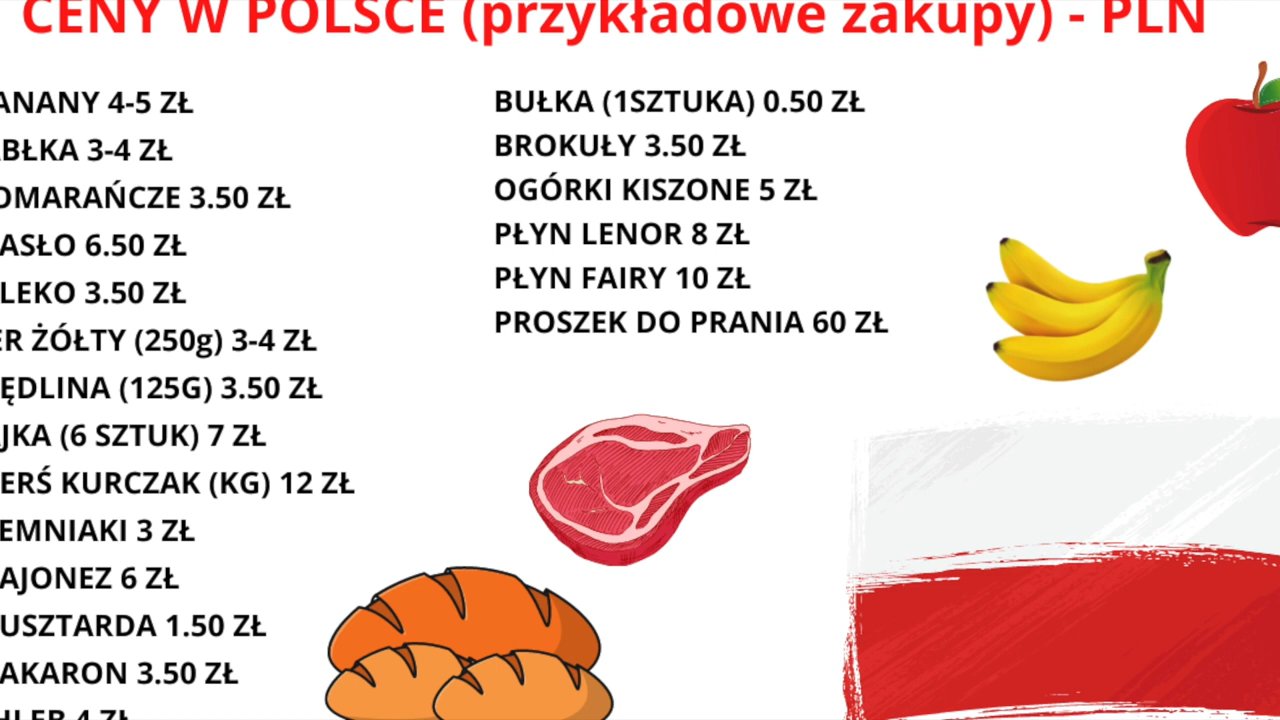 CENY W POLSCE (przykładowe zakupy) - PLN
ANANY 4-5 ZŁ
BŁKA 3-4 ZŁ
OMARAŃCZE 3.50 ZŁ
ASŁO 6.50 ZŁ
LEKO 3.50 ZŁ
ER ŻÓŁTY (250g) 3-4 ZŁ
ĘDLINA (125G) 3.50 ZŁ
JKA (6 SZTUK) 7 ZŁ
ERŚ KURCZAK (KG) 12 ZŁ
EMNIAKI 3 ZŁ
AJONEZ 6 ZŁ
USZTARDA 1.50 ZŁ
AKARON 3.50 ZŁ
HLEB 4 ZŁ
BUŁKA (1SZTUKA) 0.50 ZŁ
BROKUŁY 3.50 ZŁ
OGÓRKI KISZONE 5 ZŁ
PŁYN LENOR 8 ZŁ
PŁYN FAIRY 10 ZŁ
PROSZEK DO PRANIA 60 ZŁ